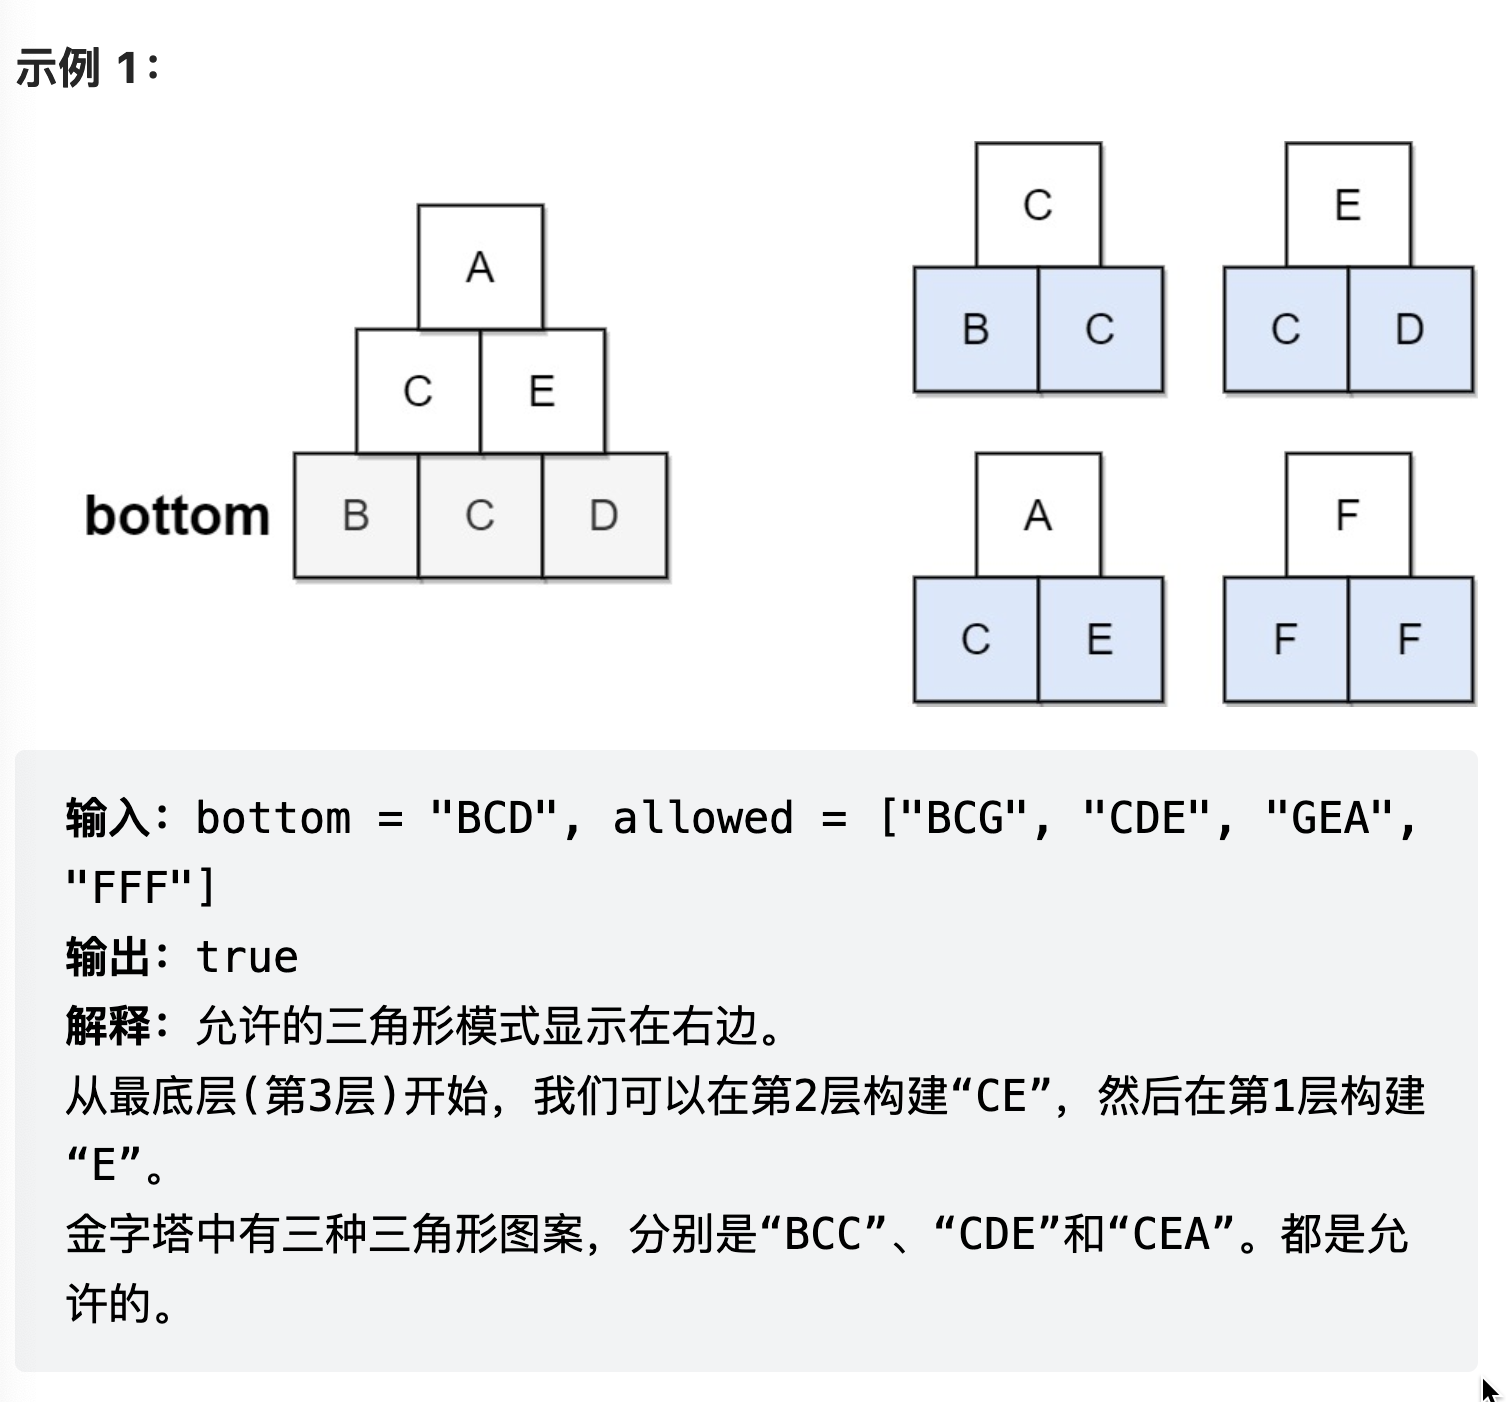 示例 1：
A
C E
bottom B C D
C
B C
E
C D
A
C E
F
F F
输入：bottom = "BCD", allowed = ["BCG", "CDE", "GEA",
"FFF"]
输出：true
解释：允许的三角形模式显示在右边。
从最底层(第3层)开始，我们可以在第2层构建“CE”，然后在第1层构建
“E”。
金字塔中有三种三角形图案，分别是“BCC”、“CDE”和“CEA”。都是允
许的。